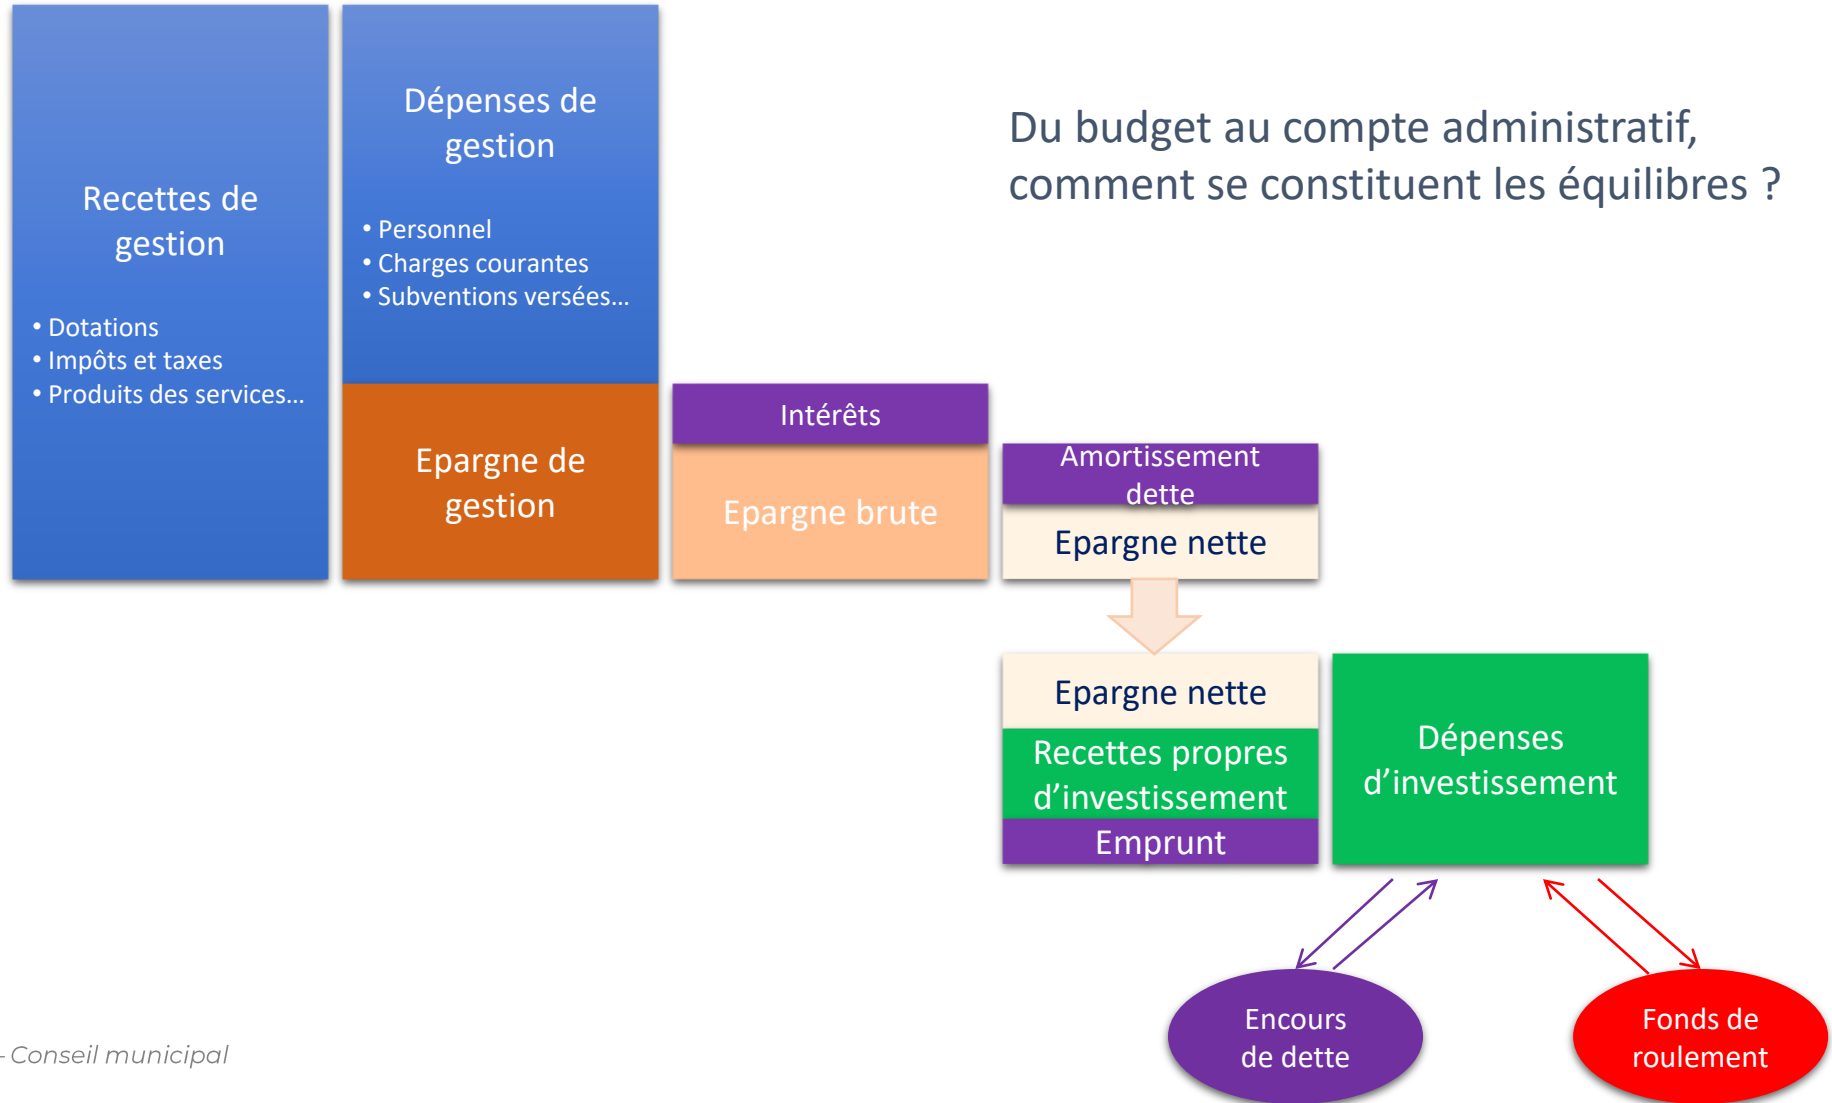 Recettes de
gestion
• Dotations
• Impôts et taxes
• Produits des services...
Dépenses de
gestion
• Personnel
• Charges courantes
• Subventions versées...
Epargne de
gestion
Intérêts
Epargne brute
Amortissement
dette
Epargne nette
Du budget au compte administratif,
comment se constituent les équilibres ?
Epargne nette
Recettes propres
d’investissement
Emprunt
Dépenses
d’investissement
Encours
de dette
Fonds de
roulement
– Conseil municipal